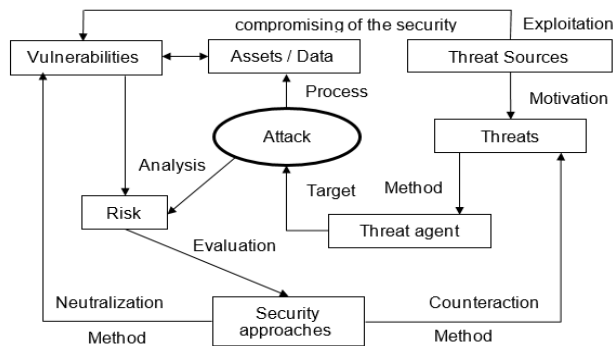 compromising of the security
Exploitation
Vulnerabilities
Assets / Data
Threat Sources
Process
Motivation
Attack
Threats
Analysis
Target
Method
Risk
Threat agent
Evaluation
Neutralization
Security
approaches
Counteraction
Method
Method